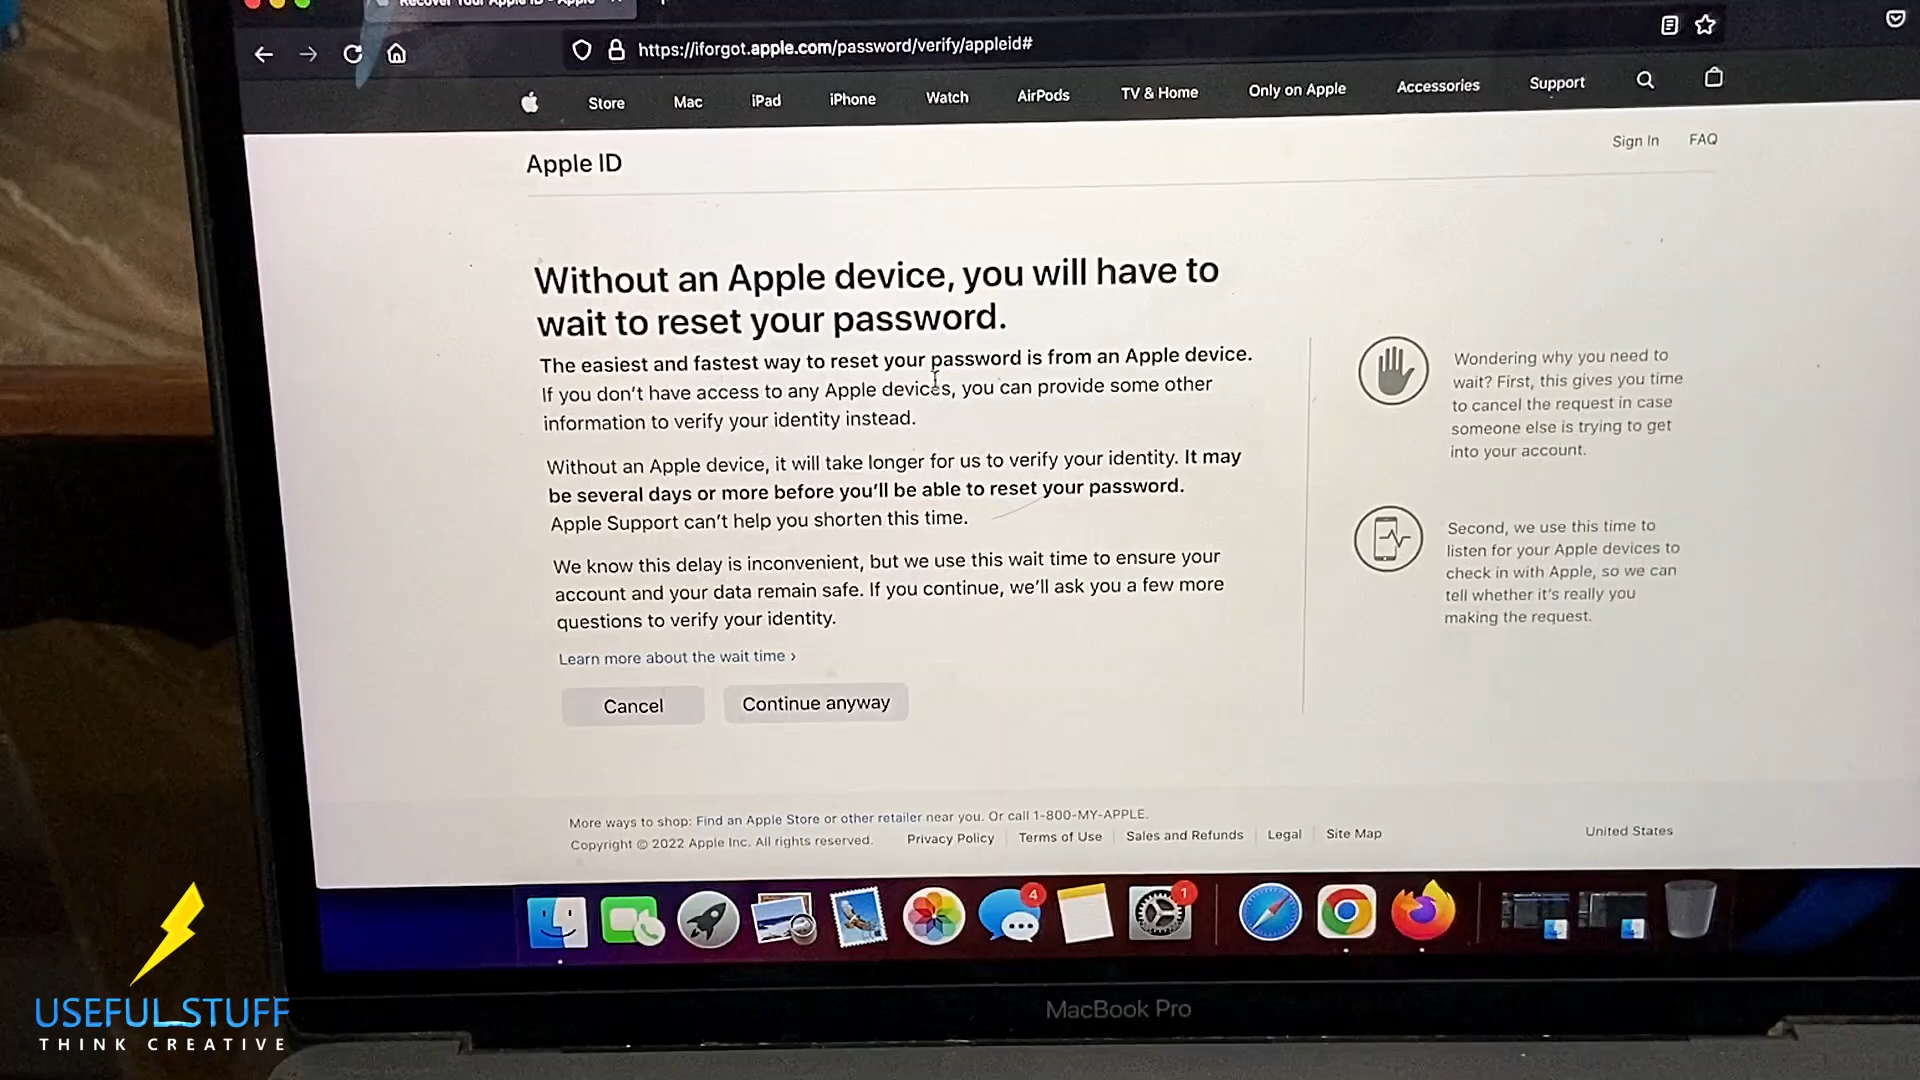 Recover Your Apple ID - Apple
https://iforgot.apple.com/password/verify/appleid#
Store Mac iPad iPhone Watch AirPods TV & Home Only on Apple Accessories Support
Apple ID
Sign In FAQ
Without an Apple device, you will have to
wait to reset your password.
The easiest and fastest way to reset your password is from an Apple device.
If you don't have access to any Apple devices, you can provide some other
information to verify your identity instead.
Without an Apple device, it will take longer for us to verify your identity. It may
be several days or more before you'll be able to reset your password.
Apple Support can't help you shorten this time.
We know this delay is inconvenient, but we use this wait time to ensure your
account and your data remain safe. If you continue, we'll ask you a few more
questions to verify your identity.
Learn more about the wait time ›
Cancel Continue anyway
Wondering why you need to
wait? First, this gives you time
to cancel the request in case
someone else is trying to get
into your account.
Second, we use this time to
listen for your Apple devices to
check in with Apple, so we can
tell whether it's really you
making the request.
More ways to shop: Find an Apple Store or other retailer near you. Or call 1-800-MY-APPLE.
Copyright © 2022 Apple Inc. All rights reserved. Privacy Policy Terms of Use Sales and Refunds Legal Site Map United States
4
1
MacBook Pro
USEFUL_STUFF
THINK CREATIVE